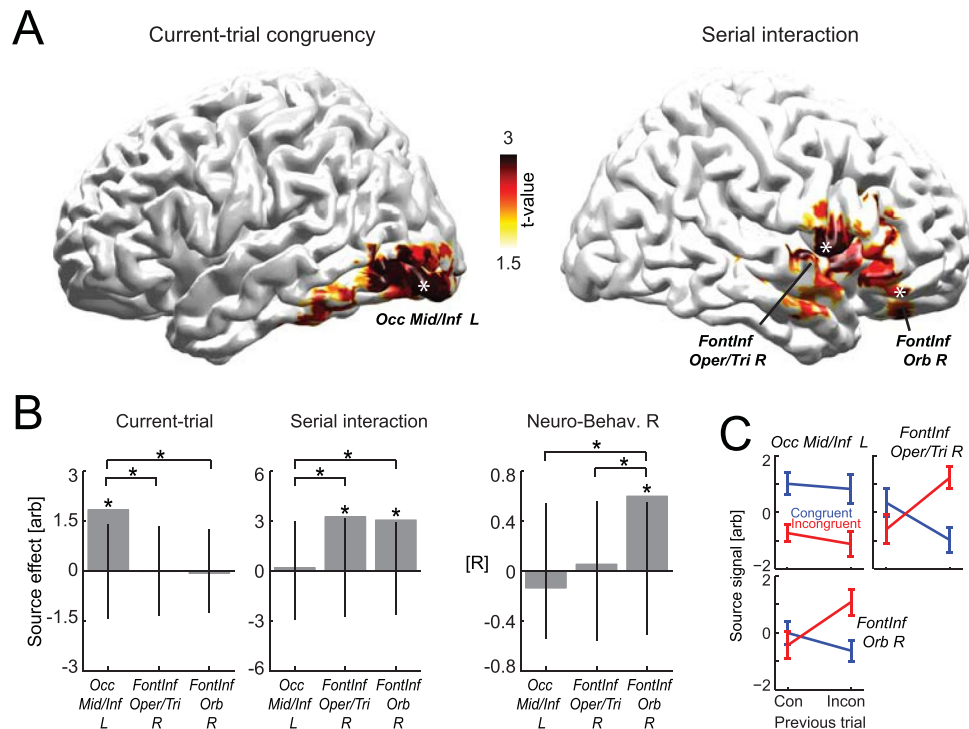 A
Current-trial congruency
Serial interaction
3
t-value
1.5
*
Occ Mid/Inf L
*
*
FontInf
Oper/Tri R
FontInf
Orb R
B
Current-trial
Serial interaction
Neuro-Behav. R
Source effect [arb]
3
1.5
0
-1.5
-3
*
*
*
Occ
Mid/Inf
L
FontInf
Oper/Tri
R
FontInf
Orb
R
6
3
0
-3
-6
*
*
*
*
Occ
Mid/Inf
L
FontInf
Oper/Tri
R
FontInf
Orb
R
[R]
0.8
0.4
0
-0.4
-0.8
*
*
*
Occ
Mid/Inf
L
FontInf
Oper/Tri
R
FontInf
Orb
R
C
Occ Mid/Inf L
FontInf
Oper/Tri R
Source signal [arb]
2
0
2
Congruent
Incongruent
2
0
2
FontInf
Orb R
Con Incon
Previous trial